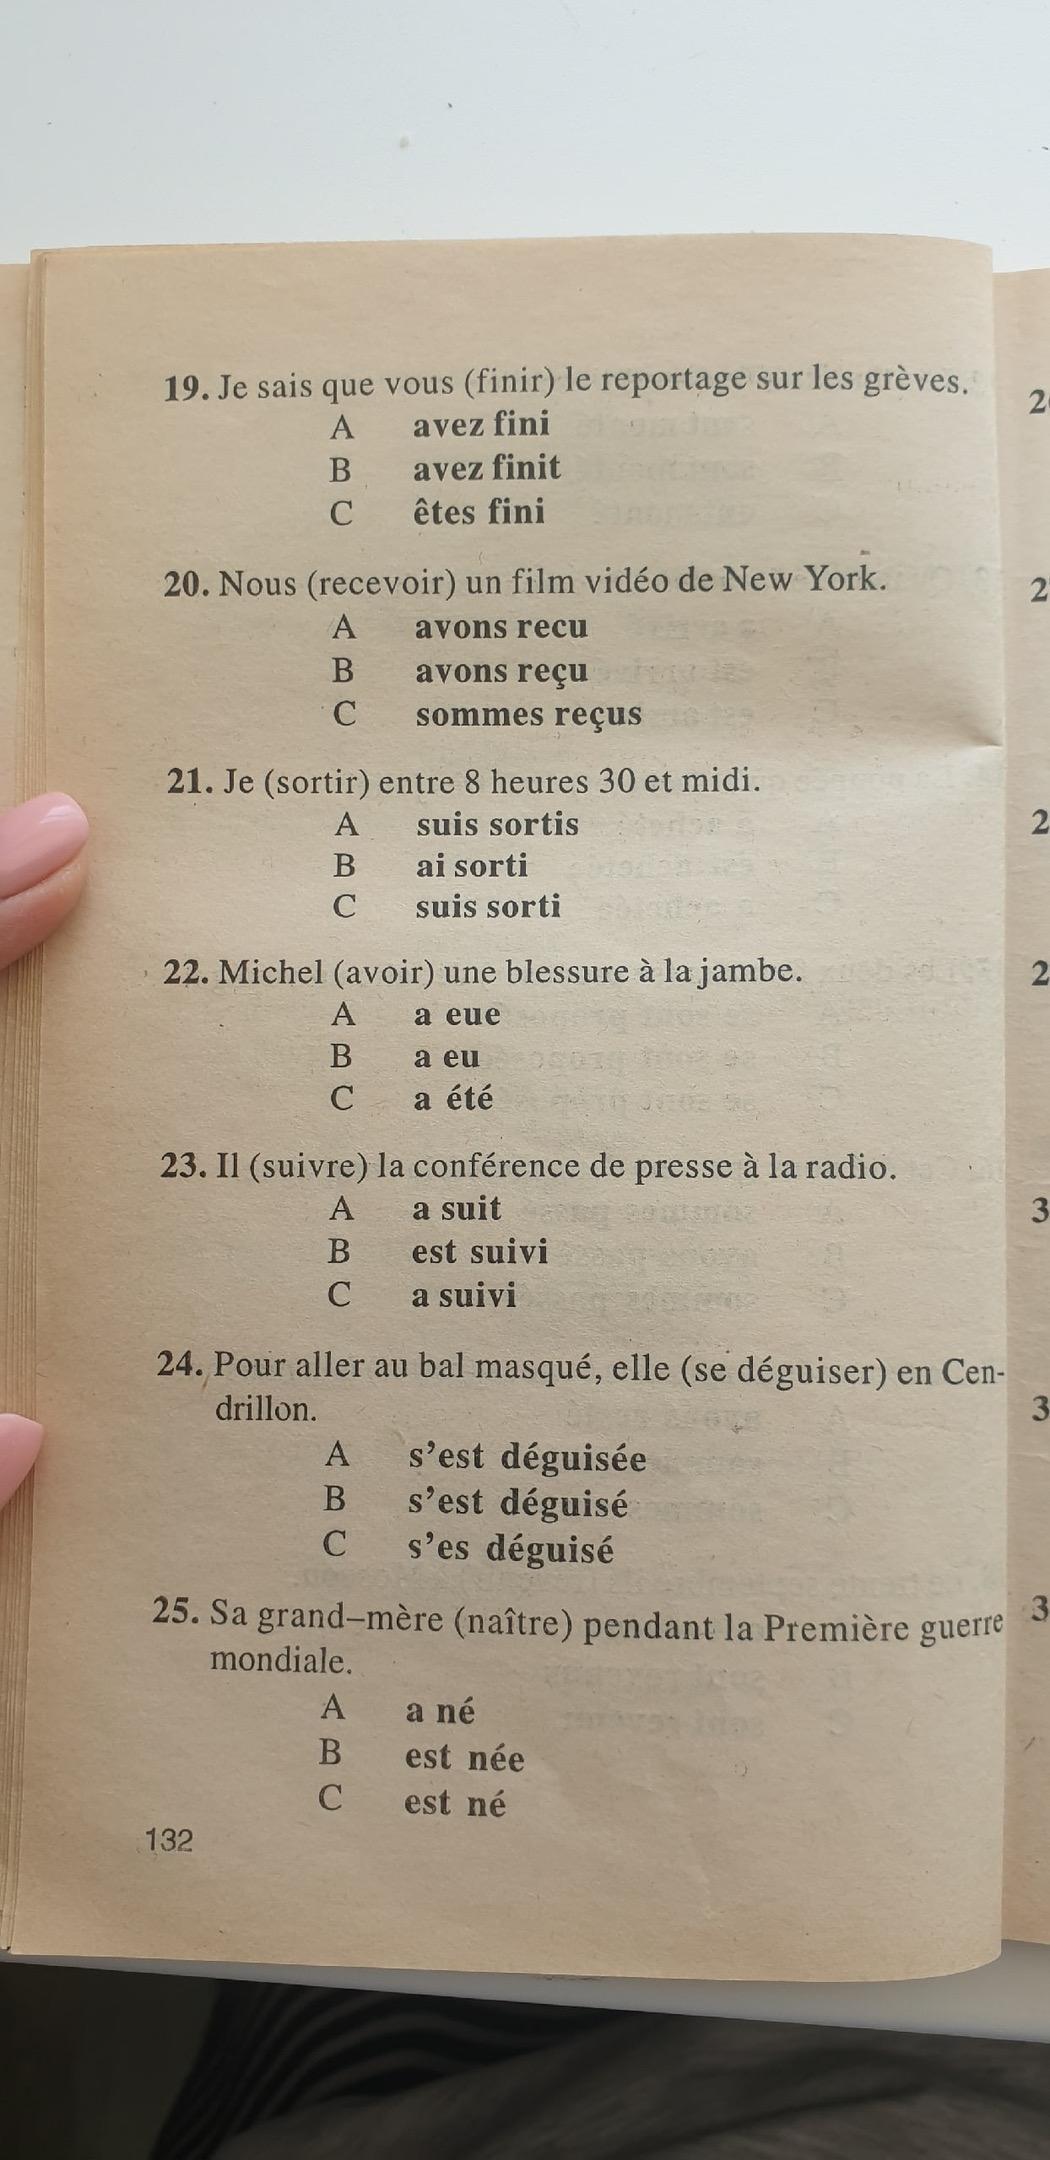 19. Je sais que vous (finir) le reportage sur les grèves.
A avez fini
B avez finit
C êtes fini
20. Nous (recevoir) un film vidéo de New York.
A avons recu
B avons reçu
C sommes reçus
21. Je (sortir) entre 8 heures 30 et midi.
A suis sortis
B ai sorti
C suis sorti
22. Michel (avoir) une blessure à la jambe.
A a eue
B a eu
C a été
23. Il (suivre) la conférence de presse à la radio.
A a suit
B est suivi
C a suivi
24. Pour aller au bal masqué, elle (se déguiser) en Cen-
drillon.
A s'est déguisée
B s'est déguisé
C s'es déguisé
25. Sa grand–mère (naître) pendant la Première guerre
mondiale.
A a né
B est née
C est né
132